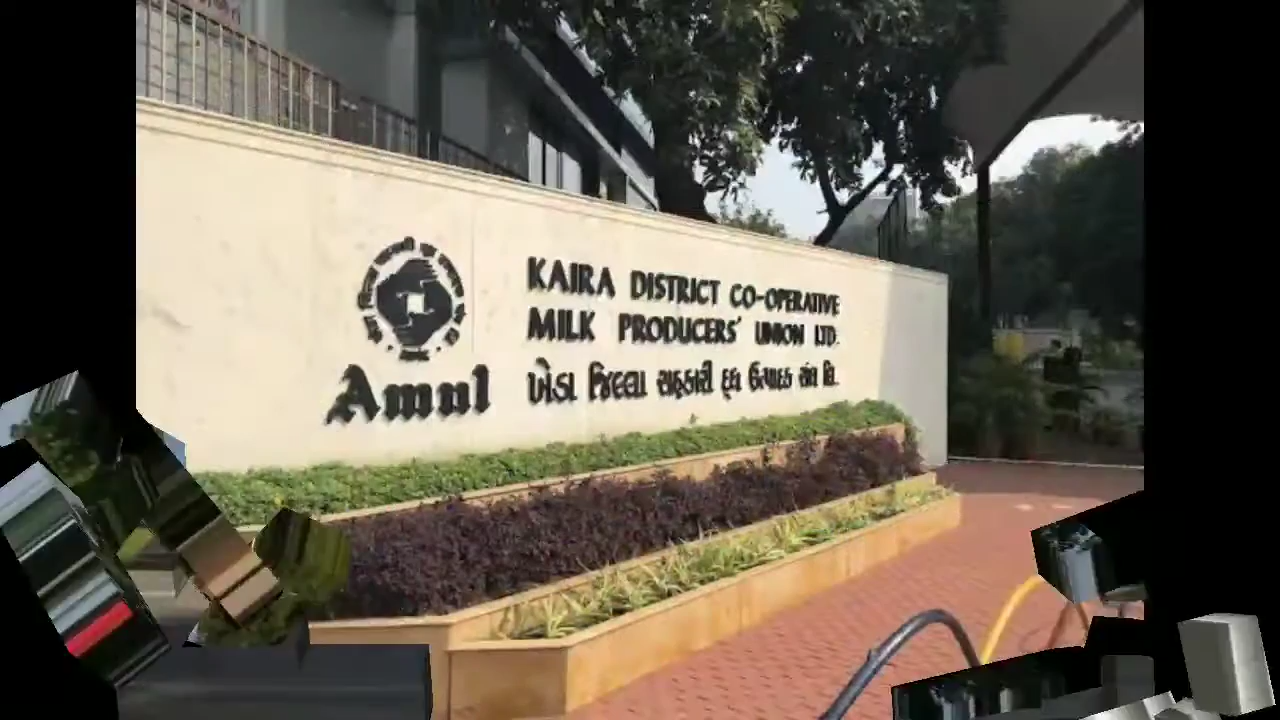 Amul
KAIRA DISTRICT CO-OPERATIVE
MILK PRODUCERS' UNION LTD.
ખેડા જિલ્લા સહકારી દૂધ ઉત્પાદક સંઘ લિ.